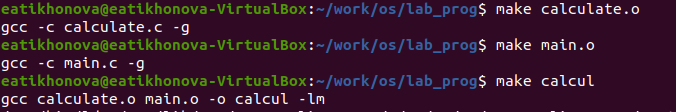 eatikhonova@eatikhonova-VirtualBox:~/work/os/lab_prog$ make calculate.o
gcc -c calculate.c -g
eatikhonova@eatikhonova-VirtualBox:~/work/os/lab_prog$ make main.o
gcc -c main.c -g
eatikhonova@eatikhonova-VirtualBox:~/work/os/lab_prog$ make calcul
gcc calculate.o main.o -o calcul -lm